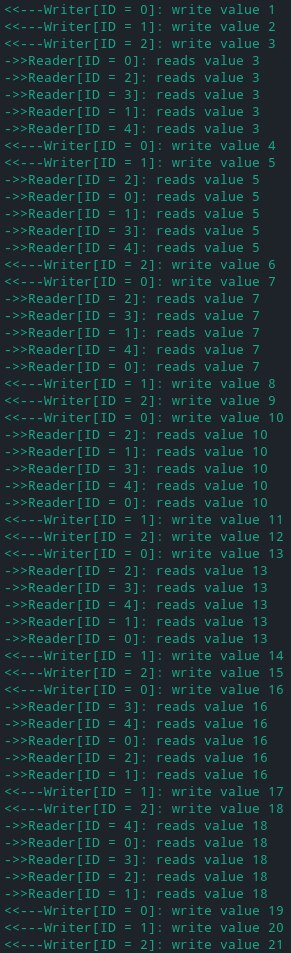 <<---Writer[ID = 0]: write value 1
<<---Writer[ID = 1]: write value 2
<<---Writer[ID = 2]: write value 3
->>Reader[ID = 0]: reads value 3
->>Reader[ID = 2]: reads value 3
->>Reader[ID = 3]: reads value 3
->>Reader[ID = 1]: reads value 3
->>Reader[ID = 4]: reads value 3
<<---Writer[ID = 0]: write value 4
<<---Writer[ID = 1]: write value 5
->>Reader[ID = 2]: reads value 5
->>Reader[ID = 0]: reads value 5
->>Reader[ID = 1]: reads value 5
->>Reader[ID = 3]: reads value 5
->>Reader[ID = 4]: reads value 5
<<---Writer[ID = 2]: write value 6
<<---Writer[ID = 0]: write value 7
->>Reader[ID = 2]: reads value 7
->>Reader[ID = 3]: reads value 7
->>Reader[ID = 1]: reads value 7
->>Reader[ID = 4]: reads value 7
->>Reader[ID = 0]: reads value 7
<<---Writer[ID = 1]: write value 8
<<---Writer[ID = 2]: write value 9
<<---Writer[ID = 0]: write value 10
->>Reader[ID = 2]: reads value 10
->>Reader[ID = 1]: reads value 10
->>Reader[ID = 3]: reads value 10
->>Reader[ID = 4]: reads value 10
->>Reader[ID = 0]: reads value 10
<<---Writer[ID = 1]: write value 11
<<---Writer[ID = 2]: write value 12
<<---Writer[ID = 0]: write value 13
->>Reader[ID = 2]: reads value 13
->>Reader[ID = 3]: reads value 13
->>Reader[ID = 4]: reads value 13
->>Reader[ID = 1]: reads value 13
->>Reader[ID = 0]: reads value 13
<<---Writer[ID = 1]: write value 14
<<---Writer[ID = 2]: write value 15
<<---Writer[ID = 0]: write value 16
->>Reader[ID = 3]: reads value 16
->>Reader[ID = 4]: reads value 16
->>Reader[ID = 0]: reads value 16
->>Reader[ID = 2]: reads value 16
->>Reader[ID = 1]: reads value 16
<<---Writer[ID = 1]: write value 17
<<---Writer[ID = 2]: write value 18
->>Reader[ID = 4]: reads value 18
->>Reader[ID = 0]: reads value 18
->>Reader[ID = 3]: reads value 18
->>Reader[ID = 2]: reads value 18
->>Reader[ID = 1]: reads value 18
<<---Writer[ID = 0]: write value 19
<<---Writer[ID = 1]: write value 20
<<---Writer[ID = 2]: write value 21